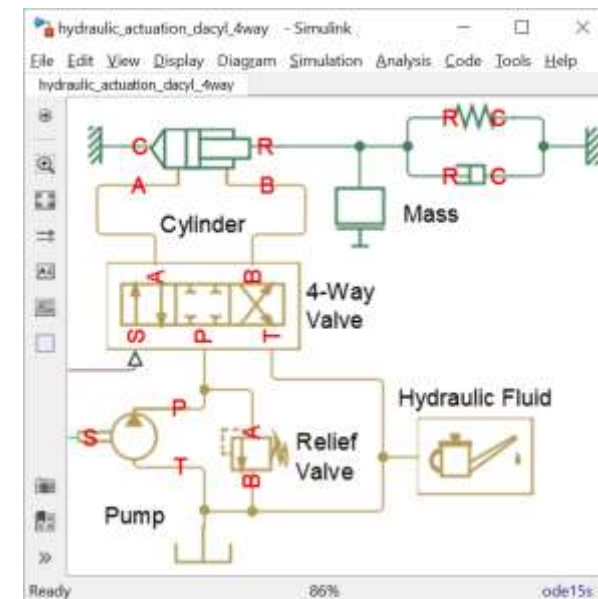 hydraulic_actuation_dacyl_4way - Simulink
File Edit View Display Diagram Simulation Analysis Code Tools Help
hydraulic_actuation_dacyl_4way
R C
C R
R C
A B
Mass
Cylinder
A B
4-Way
Valve
S P T
Hydraulic Fluid
P A
S
Relief
Valve
T B
Pump
Ready 86% ode15s